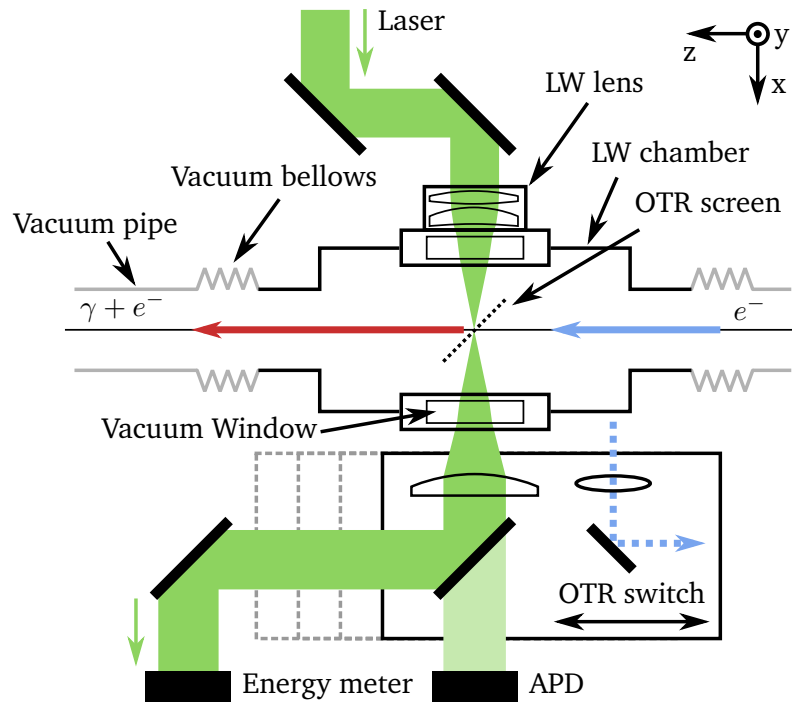 Laser
y
z
x
LW lens
LW chamber
Vacuum bellows
OTR screen
Vacuum pipe
γ + e⁻
e⁻
Vacuum Window
OTR switch
Energy meter
APD